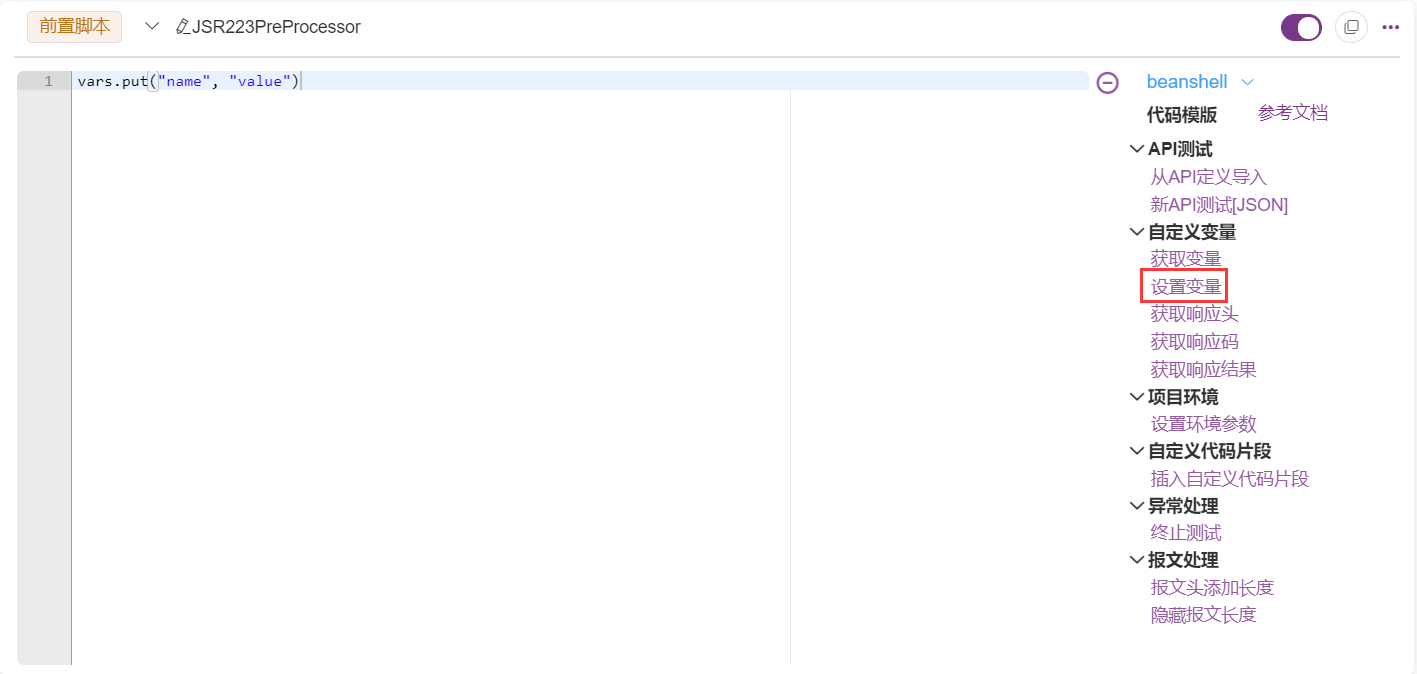 前置脚本 JSR223PreProcessor
1 vars.put("name", "value")
beanshell
代码模版 参考文档
API测试
从API定义导入
新API测试[JSON]
自定义变量
获取变量
设置变量
获取响应头
获取响应码
获取响应结果
项目环境
设置环境参数
自定义代码片段
插入自定义代码片段
异常处理
终止测试
报文处理
报文头添加长度
隐藏报文长度